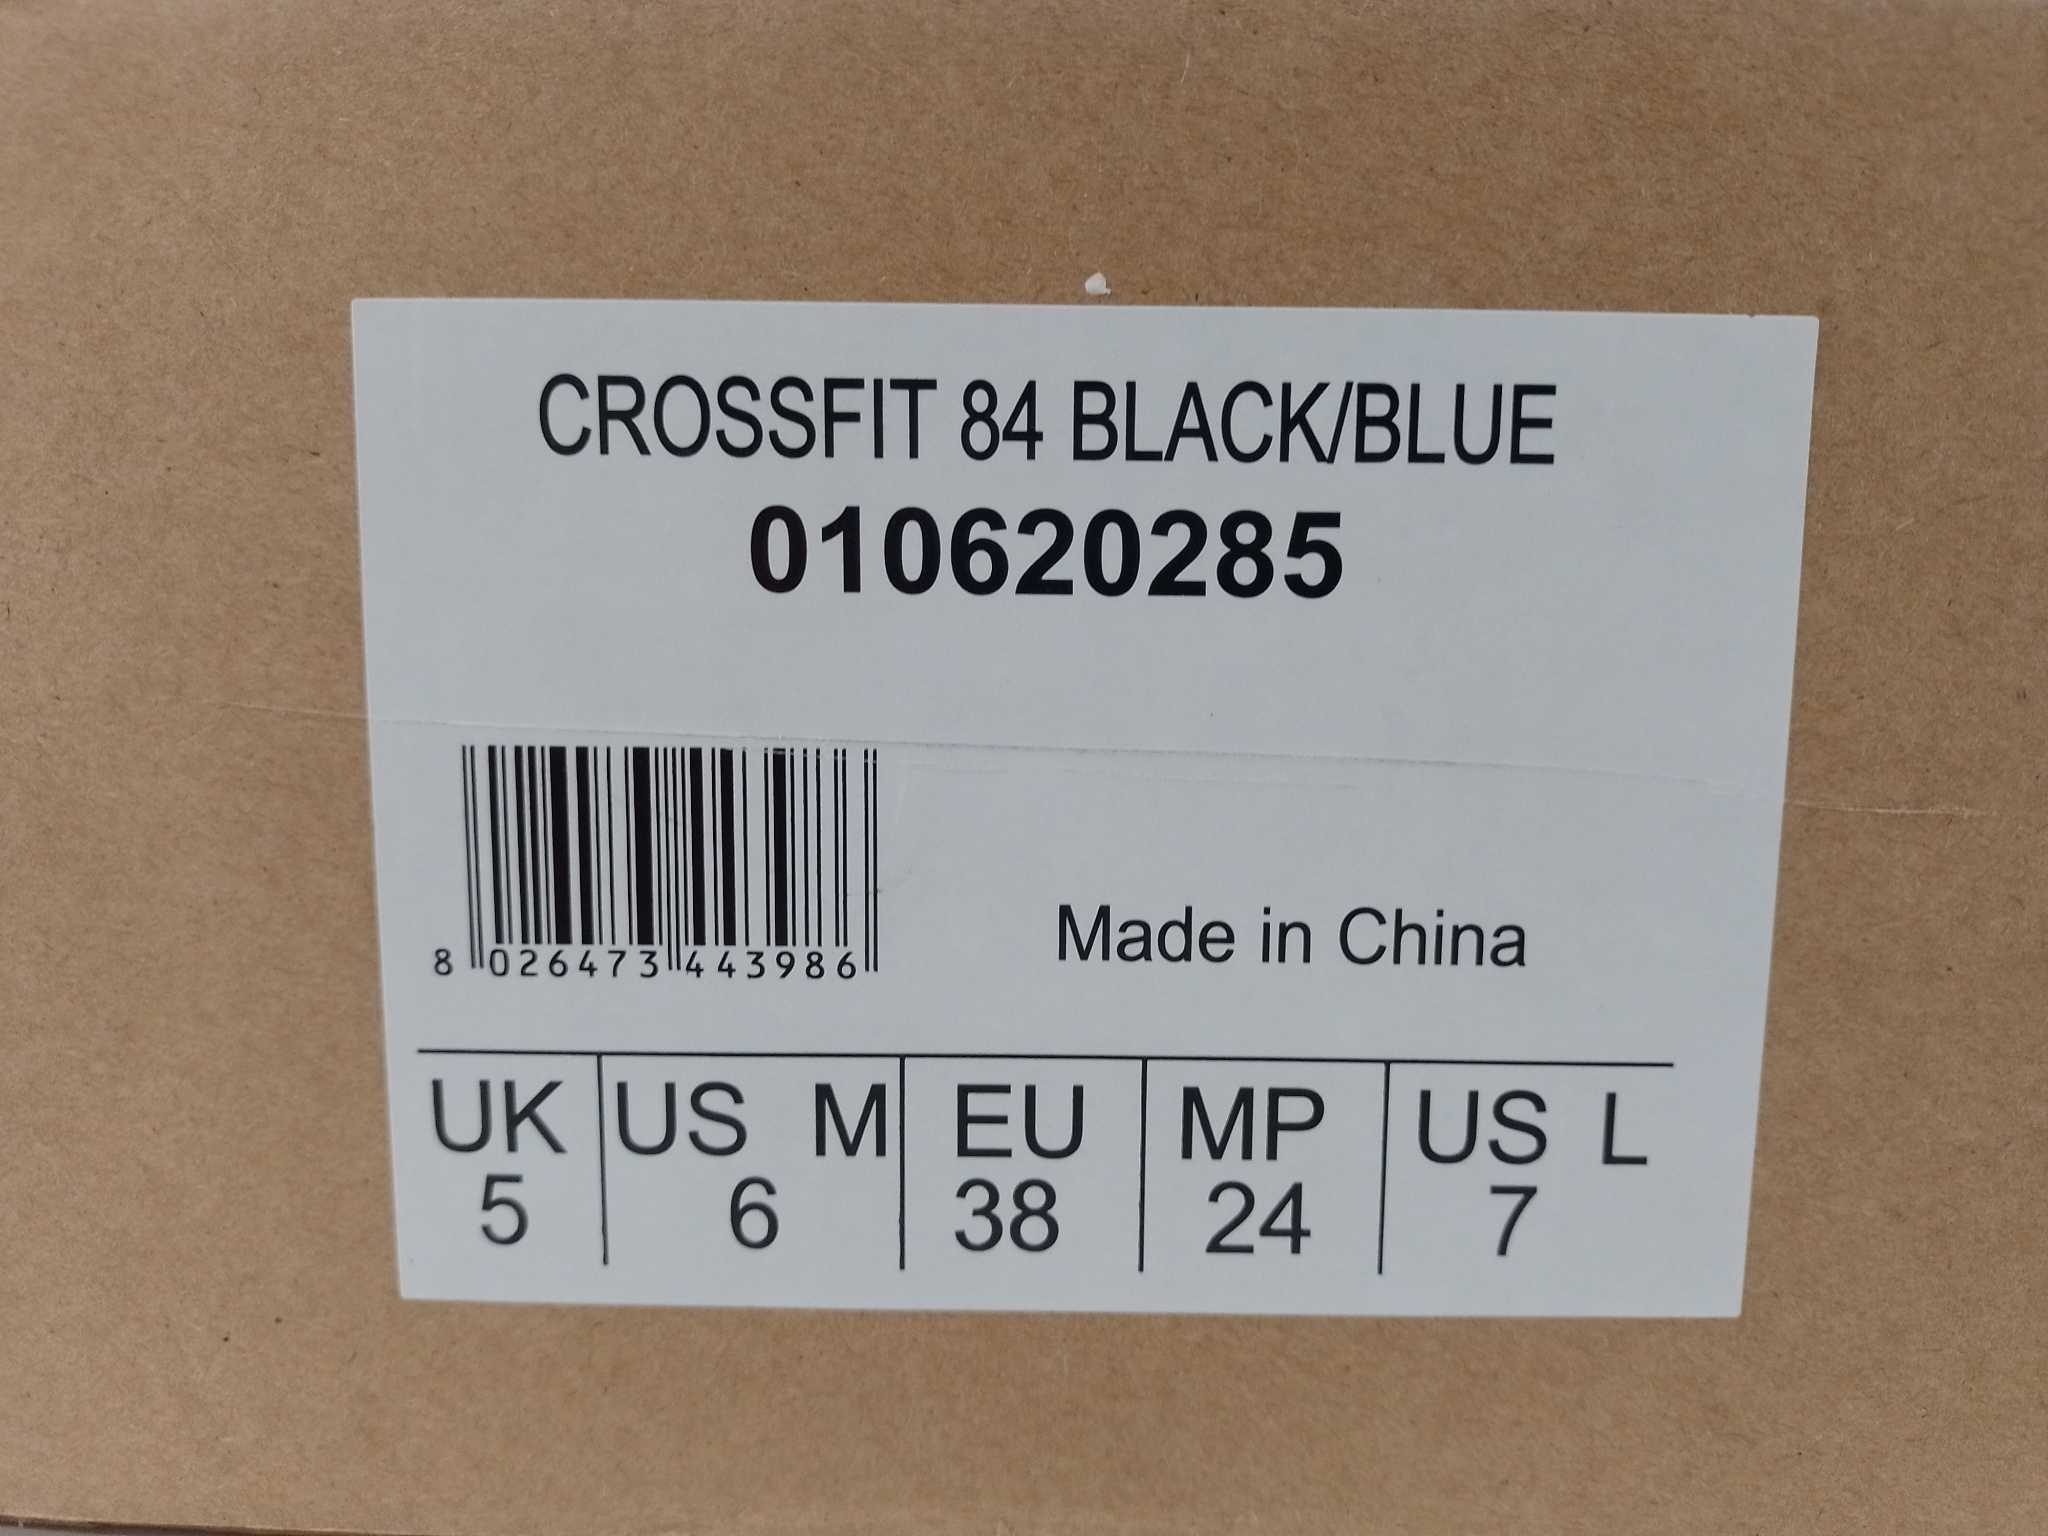 CROSSFIT 84 BLACK/BLUE
010620285
8 026473 443986
Made in China
UK US M EU MP US L
5 6 38 24 7